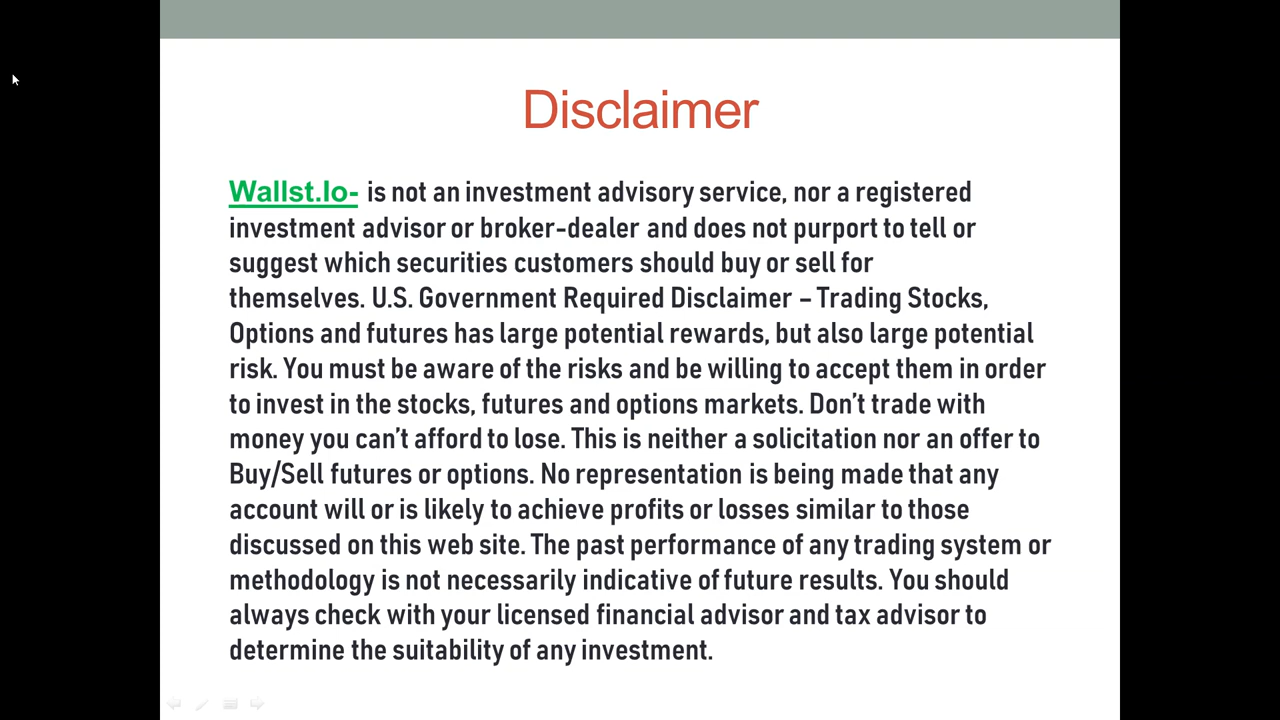 Disclaimer
Wallst.Io- is not an investment advisory service, nor a registered
investment advisor or broker-dealer and does not purport to tell or
suggest which securities customers should buy or sell for
themselves. U.S. Government Required Disclaimer – Trading Stocks,
Options and futures has large potential rewards, but also large potential
risk. You must be aware of the risks and be willing to accept them in order
to invest in the stocks, futures and options markets. Don’t trade with
money you can’t afford to lose. This is neither a solicitation nor an offer to
Buy/Sell futures or options. No representation is being made that any
account will or is likely to achieve profits or losses similar to those
discussed on this web site. The past performance of any trading system or
methodology is not necessarily indicative of future results. You should
always check with your licensed financial advisor and tax advisor to
determine the suitability of any investment.